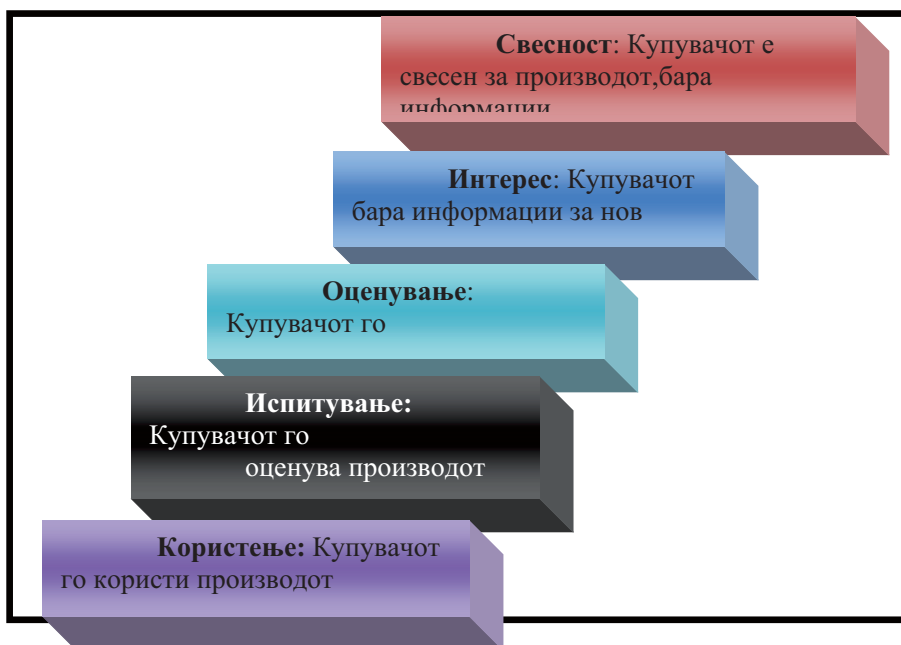 Свесност: Купувачот е
свесен за производот,бара
информации
Интерес: Купувачот
бара информации за нов
Оценување:
Купувачот го
Испитување:
Купувачот го
оценува производот
Користење: Купувачот
го користи производот